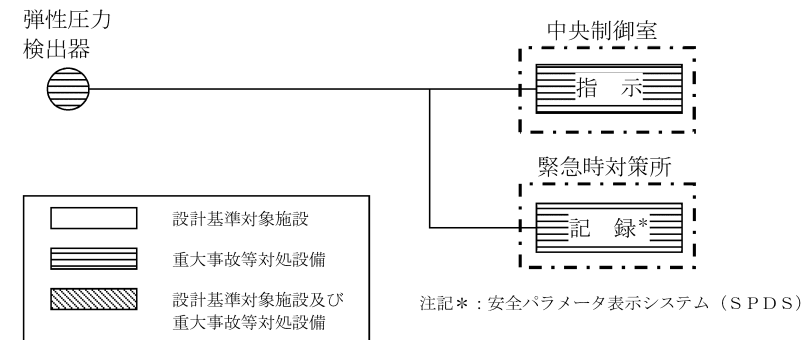 弾性圧力
検出器
中央制御室
指　示
緊急時対策所
記　録*
設計基準対象施設
重大事故等対処設備
設計基準対象施設及び
重大事故等対処設備
注記＊：安全パラメータ表示システム（ＳＰＤＳ）